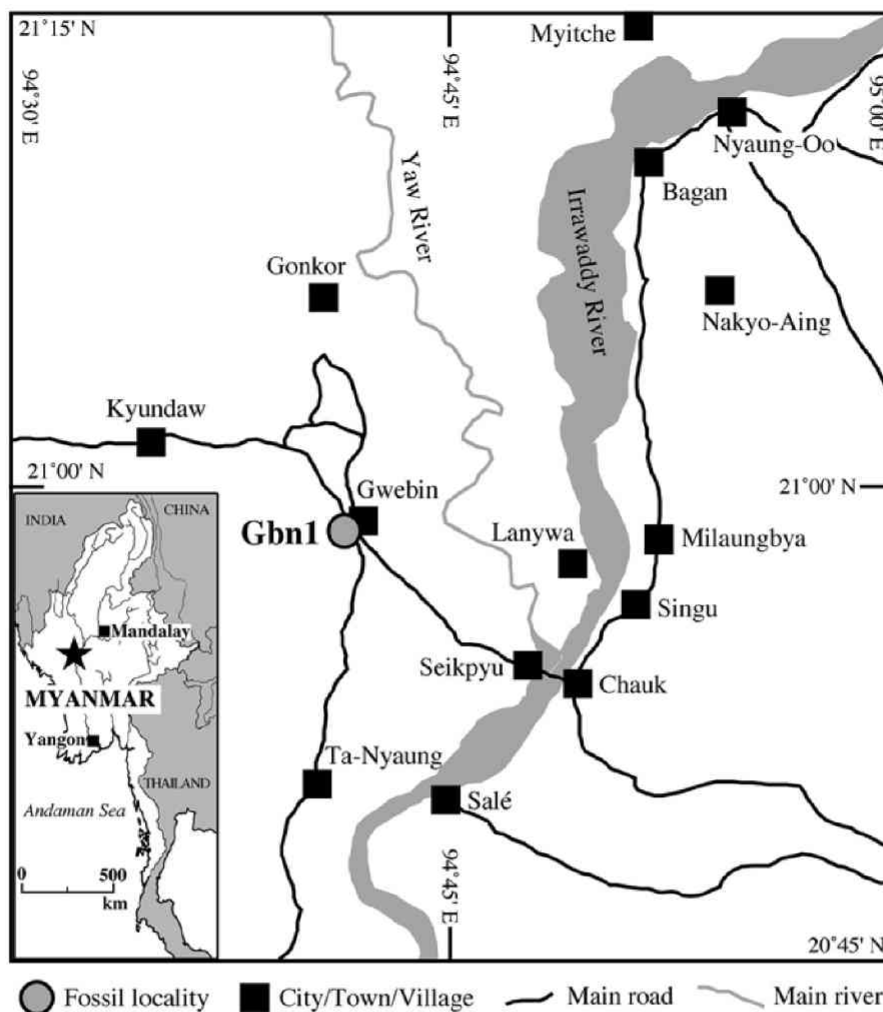 21°15' N
94°30' E
94°45' E
95°00' E
Myitche
Nyaung-Oo
Bagan
Yaw River
Irrawaddy River
Gonkor
Nakyo-Aing
Kyundaw
21°00' N
21°00' N
Gwebin
Gbn1
Lanywa
Milaungbya
Singu
Seikpyu
Chauk
Ta-Nyaung
Salé
94°45' E
20°45' N
INDIA
CHINA
Mandalay
MYANMAR
Yangon
THAILAND
Andaman Sea
0 500
km
Fossil locality
City/Town/Village
Main road
Main river